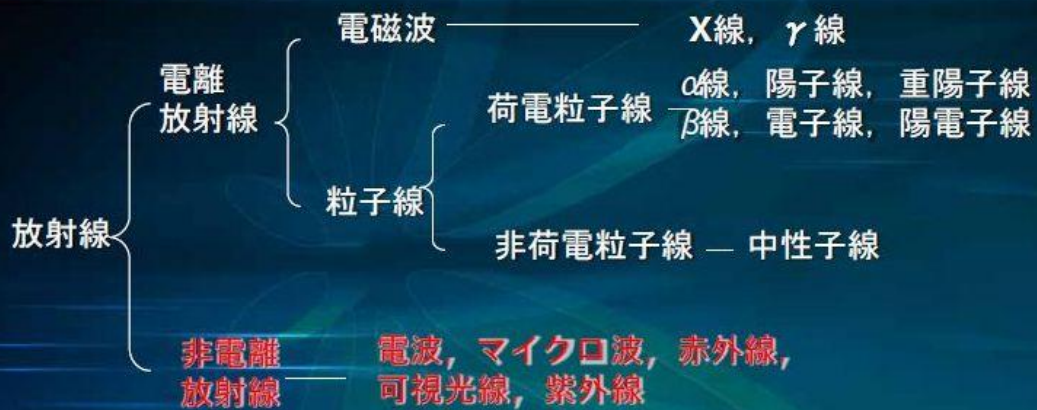 電磁波
X線, γ線
電離
放射線
荷電粒子線
α線, 陽子線, 重陽子線
β線, 電子線, 陽電子線
粒子線
放射線
非荷電粒子線 — 中性子線
非電離
放射線
電波, マイクロ波, 赤外線,
可視光線, 紫外線